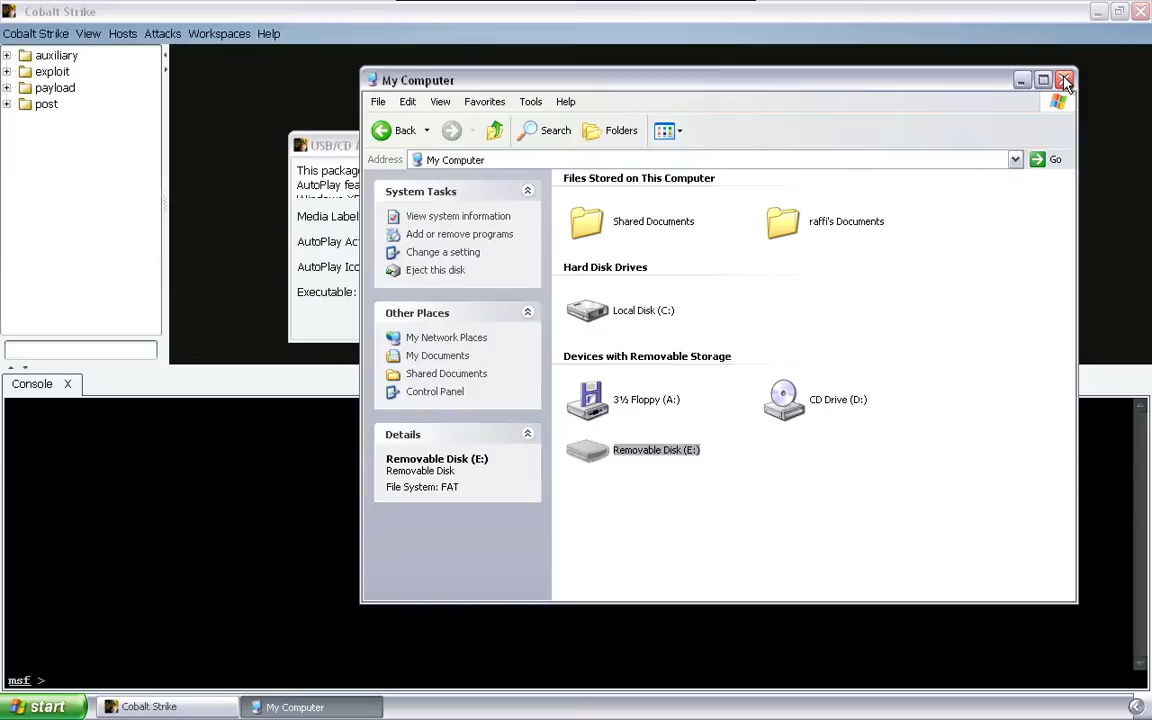 Cobalt Strike
Cobalt Strike View Hosts Attacks Workspaces Help
auxiliary
exploit
payload
post
USB/CD
This package
AutoPlay
Media Label
AutoPlay
AutoPlay
Executable:
My Computer
File Edit View Favorites Tools Help
Back Search Folders
Address My Computer Go
System Tasks
View system information
Add or remove programs
Change a setting
Eject this disk
Other Places
My Network Places
My Documents
Shared Documents
Control Panel
Details
Removable Disk (E:)
Removable Disk
File System: FAT
Files Stored on This Computer
Shared Documents raffi's Documents
Hard Disk Drives
Local Disk (C:)
Devices with Removable Storage
3½ Floppy (A:) CD Drive (D:)
Removable Disk (E:)
Console X
msf >
start Cobalt Strike My Computer